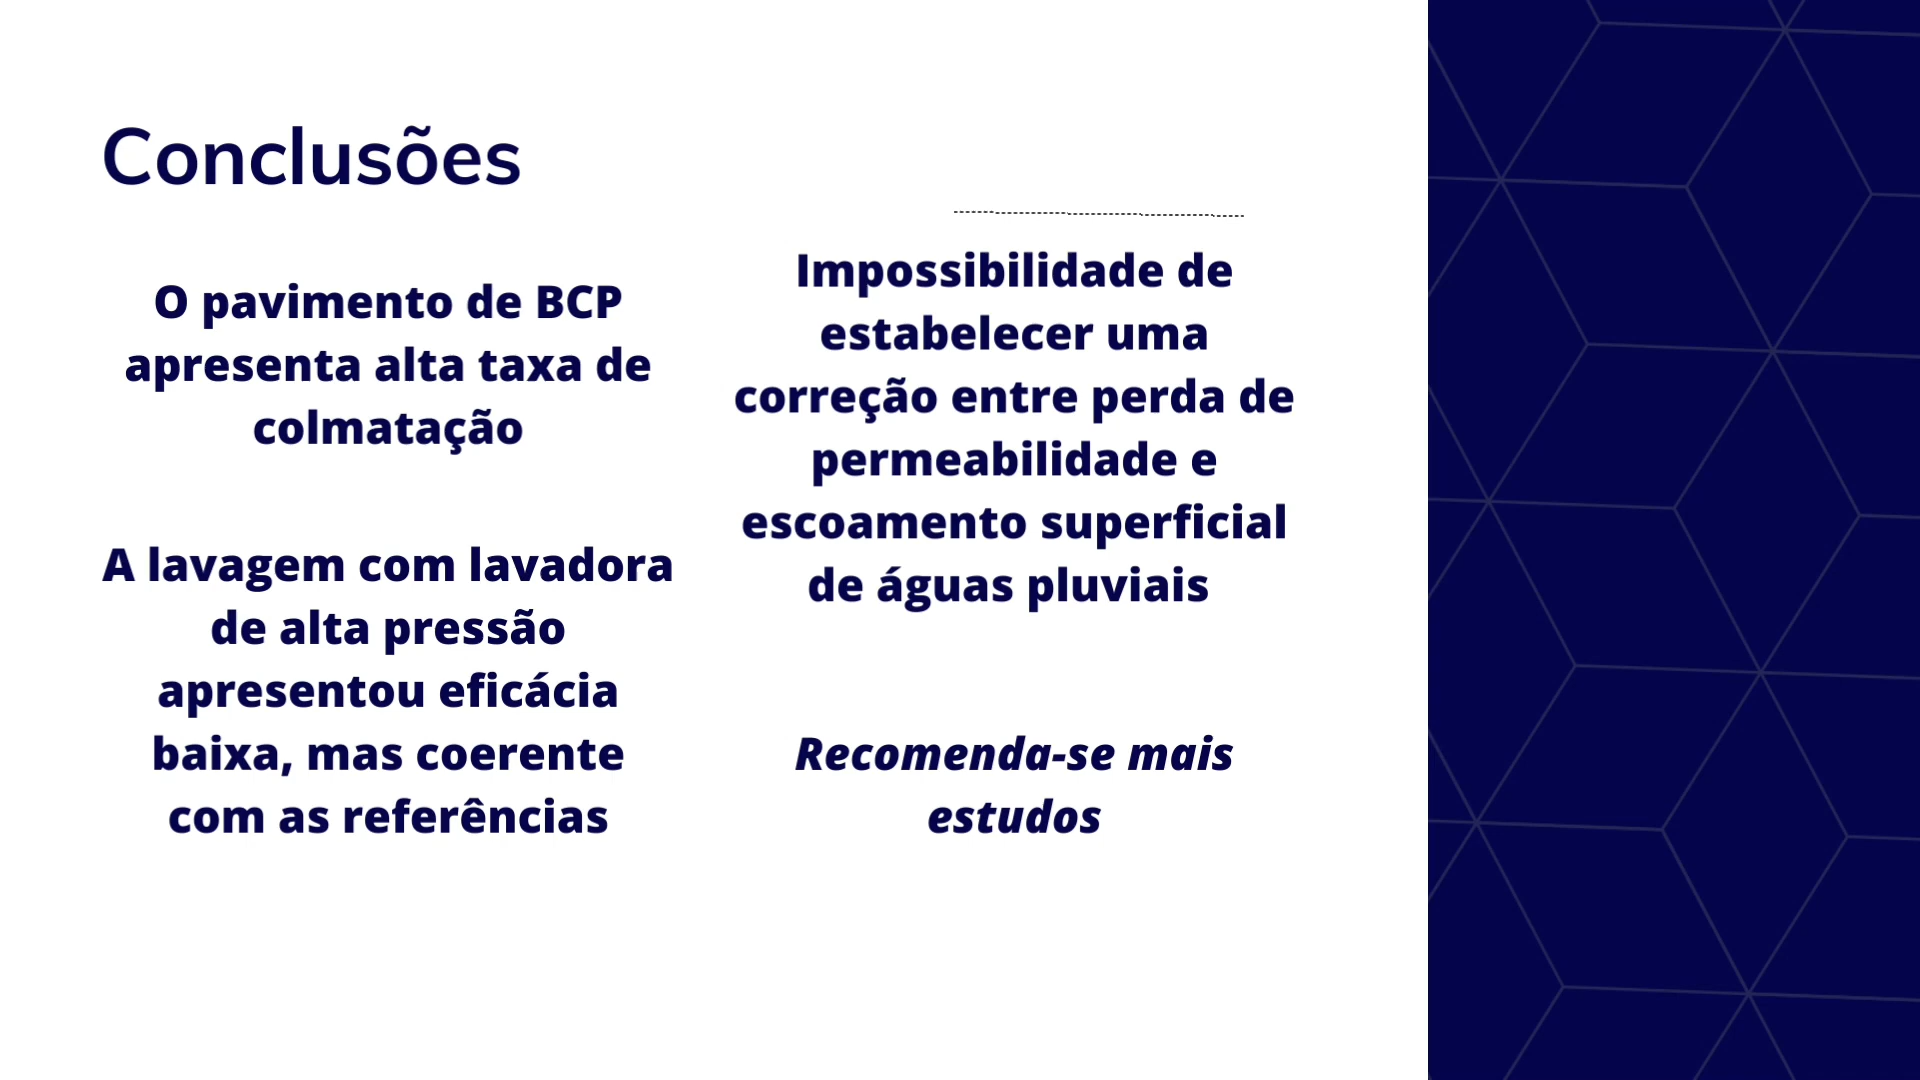 Conclusões
O pavimento de BCP
apresenta alta taxa de
colmatação
A lavagem com lavadora
de alta pressão
apresentou eficácia
baixa, mas coerente
com as referências
Impossibilidade de
estabelecer uma
correção entre perda de
permeabilidade e
escoamento superficial
de águas pluviais
Recomenda-se mais
estudos